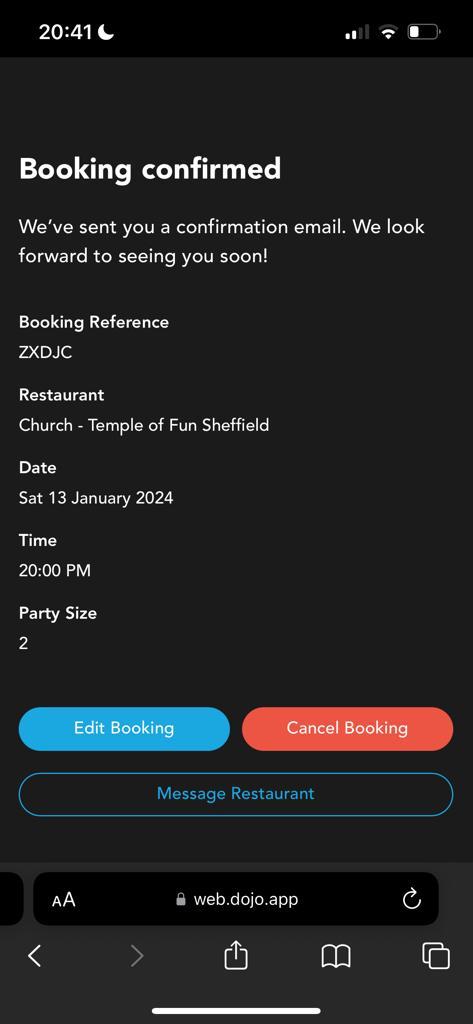 20:41
Booking confirmed
We've sent you a confirmation email. We look
forward to seeing you soon!
Booking Reference
ZXDJC
Restaurant
Church - Temple of Fun Sheffield
Date
Sat 13 January 2024
Time
20:00 PM
Party Size
2
Edit Booking Cancel Booking
Message Restaurant
AA web.dojo.app